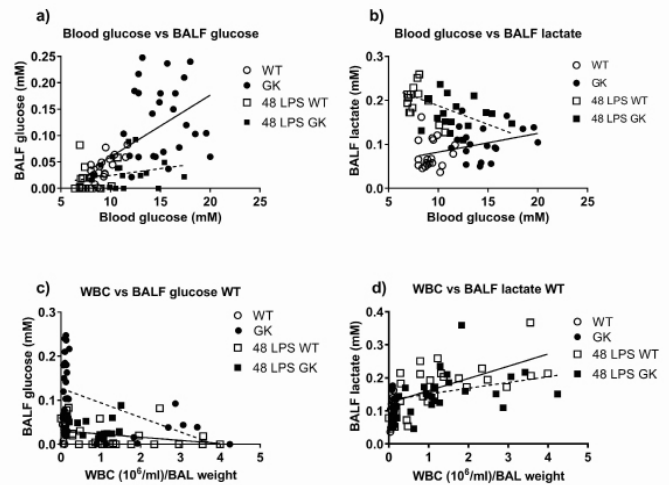 a)
Blood glucose vs BALF glucose
BALF glucose (mM)
0.25
0.20
0.15
0.10
0.05
0.00
5
10
15
20
25
Blood glucose (mM)
WT
GK
48 LPS WT
48 LPS GK
b)
Blood glucose vs BALF lactate
BALF lactate (mM)
0.3
0.2
0.1
0.0
5
10
15
20
25
Blood glucose (mM)
WT
GK
48 LPS WT
48 LPS GK
c)
WBC vs BALF glucose WT
BALF glucose (mM)
0.3
0.2
0.1
0.0
0
1
2
3
4
5
WBC (10⁶/ml)/BAL weight
WT
GK
48 LPS WT
48 LPS GK
d)
WBC vs BALF lactate WT
BALF lactate (mM)
0.4
0.3
0.2
0.1
0.0
0
1
2
3
4
5
WBC (10⁶/ml)/BAL weight
WT
GK
48 LPS WT
48 LPS GK